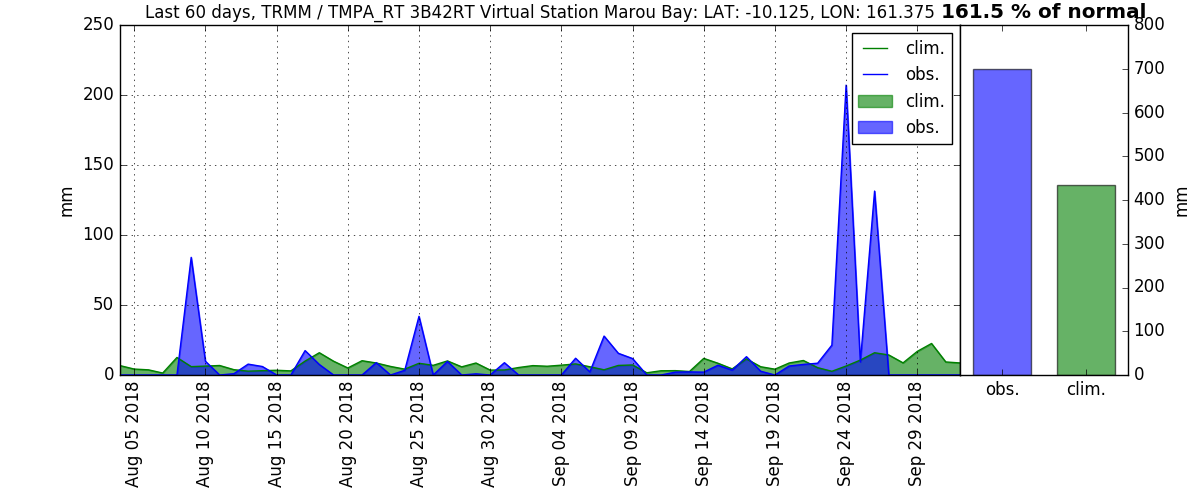 Last 60 days, TRMM / TMPA_RT 3B42RT Virtual Station Marou Bay: LAT: -10.125, LON: 161.375 161.5 % of normal
250
200
150
100
50
0
mm
clim.
obs.
clim.
obs.
800
700
600
500
400
300
200
100
0
mm
obs.
clim.
Aug 05 2018
Aug 10 2018
Aug 15 2018
Aug 20 2018
Aug 25 2018
Aug 30 2018
Sep 04 2018
Sep 09 2018
Sep 14 2018
Sep 19 2018
Sep 24 2018
Sep 29 2018